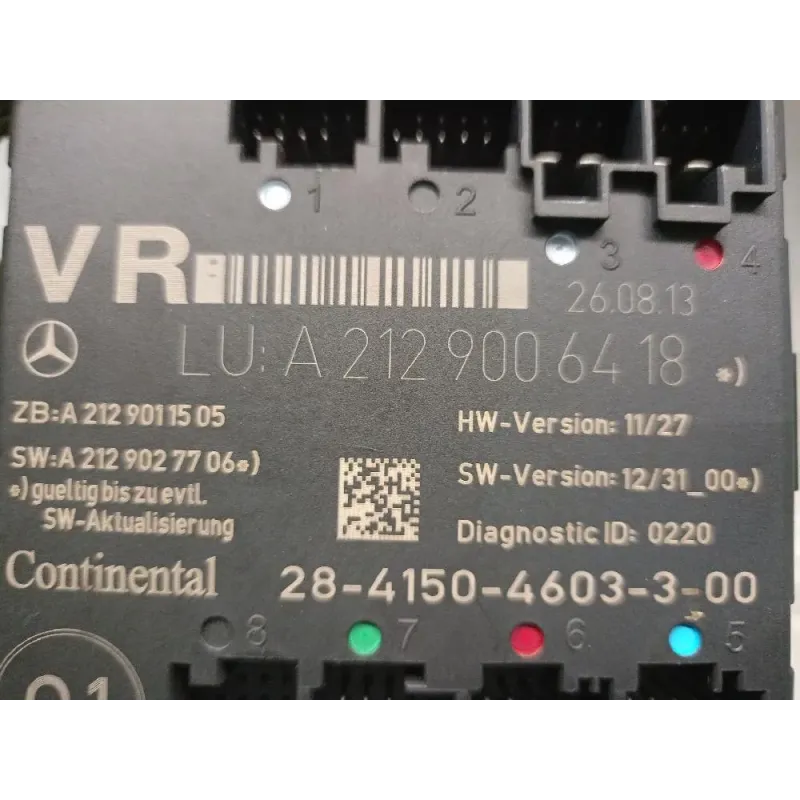 1 2
3 4
VR
26.08.13
LU: A 212 900 64 18 *)
ZB:A 212 901 15 05
HW-Version: 11/27
SW:A 212 902 77 06*)
SW-Version: 12/31_00*)
*) gueltig bis zu evtl.
SW-Aktualisierung
Diagnostic ID: 0220
Continental
28-4150-4603-3-00
8 7 6 5